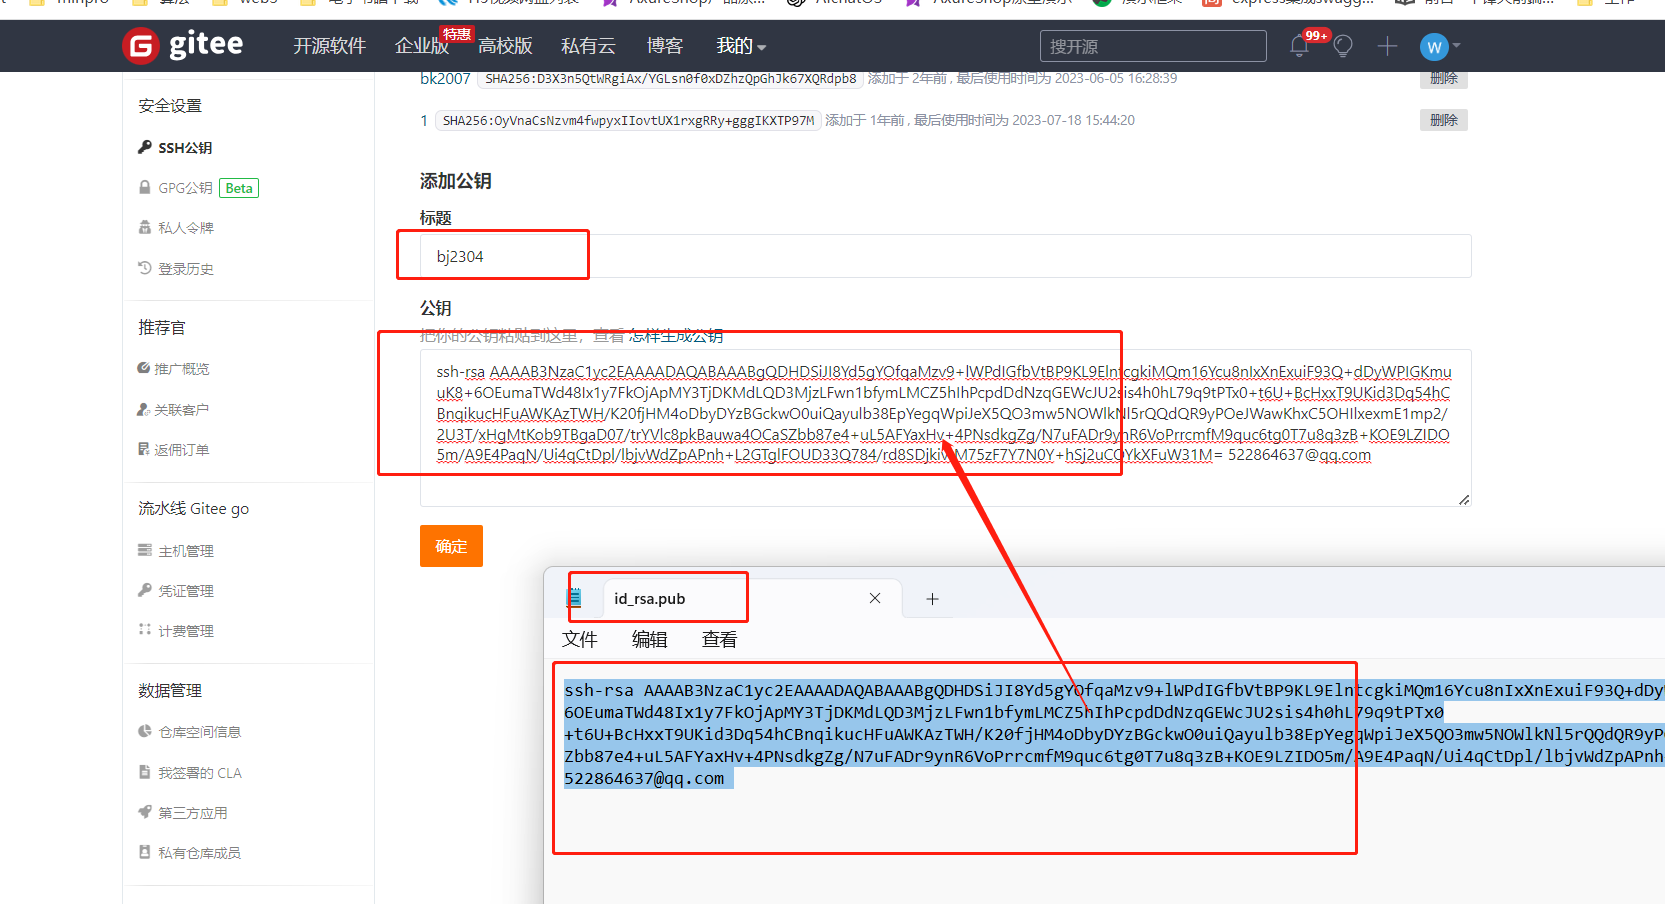 minpro
gitee
开源软件
企业版
特惠
高校版
私有云
博客
我的
搜开源
99+
W
安全设置
SSH公钥
GPG公钥 Beta
私人令牌
登录历史
推荐官
推广概览
关联客户
返佣订单
流水线 Gitee go
主机管理
凭证管理
计费管理
数据管理
仓库空间信息
我签署的 CLA
第三方应用
私有仓库成员
bk2007 SHA256:D3X3n5QtWRgiAx/YGLsn0f0xDZhzQpGhJk67XQRdpb8 添加于 2年前 , 最后使用时间为 2023-06-05 16:28:39
删除
1 SHA256:OyVnaCsNzvm4fwpyxIIovtUX1rxgRRy+gggIKXTP97M 添加于 1年前 , 最后使用时间为 2023-07-18 15:44:20
删除
添加公钥
标题
bj2304
公钥
把你的公钥粘贴到这里，查看 怎样生成公钥
ssh-rsa AAAAB3NzaC1yc2EAAAADAQABAAABgQDHDSiJI8Yd5gYOfqaMzv9+lWPdIGfbVtBP9KL9ElntcgkiMQm16Ycu8nIxXnExuiF93Q+dDyWPIGKmu
uK8+6OEumaTWd48Ix1y7FkOjApMY3TjDKMdLQD3MjzLFwn1bfymLMCZ5hIhPcpdDdNzqGEWcJU2sis4h0hL79q9tPTx0+t6U+BcHxxT9UKid3Dq54hC
BnqikucHFuAWKAzTWH/K20fjHM4oDbyDYzBGckwO0uiQayulb38EpYegqWpiJeX5QO3mw5NOWlkNl5rQQdQR9yPOeJWawKhxC5OHIlxexmE1mp2/
2U3T/xHgMtKob9TBgaD07/trYVlc8pkBauwa4OCaSZbb87e4+uL5AFYaxHv+4PNsdkgZg/N7uFADr9ynR6VoPrrcmfM9quc6tg0T7u8q3zB+KOE9LZIDO
5m/A9E4PaqN/Ui4qCtDpl/lbjvWdZpAPnh+L2GTglFOUD33Q784/rd8SDjki M75zF7Y7N0Y+hSj2uCOYkXFuW31M= 522864637@qq.com
确定
id_rsa.pub
文件 编辑 查看
ssh-rsa AAAAB3NzaC1yc2EAAAADAQABAAABgQDHDSiJI8Yd5gYOfqaMzv9+lWPdIGfbVtBP9KL9ElntcgkiMQm16Ycu8nIxXnExuiF93Q+dDy
6OEumaTWd48Ix1y7FkOjApMY3TjDKMdLQD3MjzLFwn1bfymLMCZ5hIhPcpdDdNzqGEWcJU2sis4h0hL79q9tPTx0
+t6U+BcHxxT9UKid3Dq54hCBnqikucHFuAWKAzTWH/K20fjHM4oDbyDYzBGckwO0uiQayulb38EpYegqWpiJeX5QO3mw5NOWlkNl5rQQdQR9yP
Zbb87e4+uL5AFYaxHv+4PNsdkgZg/N7uFADr9ynR6VoPrrcmfM9quc6tg0T7u8q3zB+KOE9LZIDO5m/A9E4PaqN/Ui4qCtDpl/lbjvWdZpAPnh
522864637@qq.com